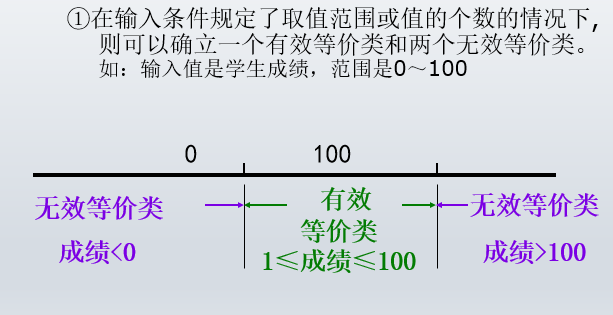 ①在输入条件规定了取值范围或值的个数的情况下,
则可以确立一个有效等价类和两个无效等价类。
如：输入值是学生成绩，范围是0～100
0 100
无效等价类 有效 无效等价类
等价类
成绩<0 1≤成绩≤100 成绩>100